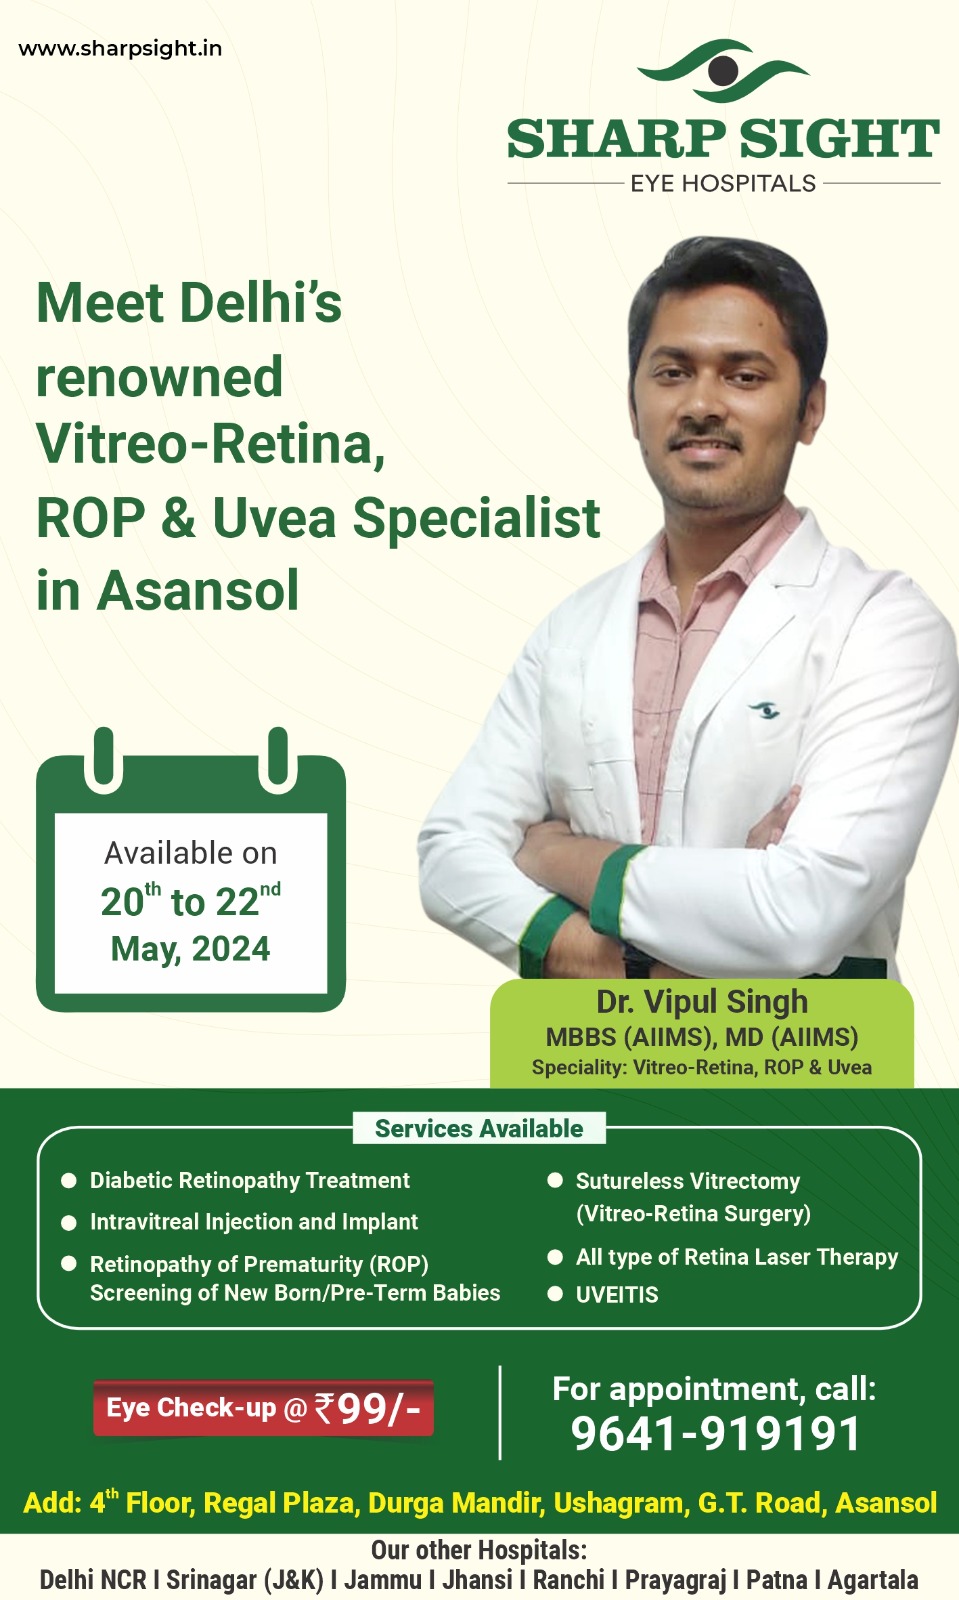 www.sharpsight.in
SHARP SIGHT
EYE HOSPITALS
Meet Delhi’s
renowned
Vitreo-Retina,
ROP & Uvea Specialist
in Asansol
Available on
20th to 22nd
May, 2024
Dr. Vipul Singh
MBBS (AIIMS), MD (AIIMS)
Speciality: Vitreo-Retina, ROP & Uvea
Services Available
Diabetic Retinopathy Treatment
Intravitreal Injection and Implant
Retinopathy of Prematurity (ROP)
Screening of New Born/Pre-Term Babies
Sutureless Vitrectomy
(Vitreo-Retina Surgery)
All type of Retina Laser Therapy
UVEITIS
Eye Check-up @ ₹99/-
For appointment, call:
9641-919191
Add: 4th Floor, Regal Plaza, Durga Mandir, Ushagram, G.T. Road, Asansol
Our other Hospitals:
Delhi NCR I Srinagar (J&K) I Jammu I Jhansi I Ranchi I Prayagraj I Patna I Agartala